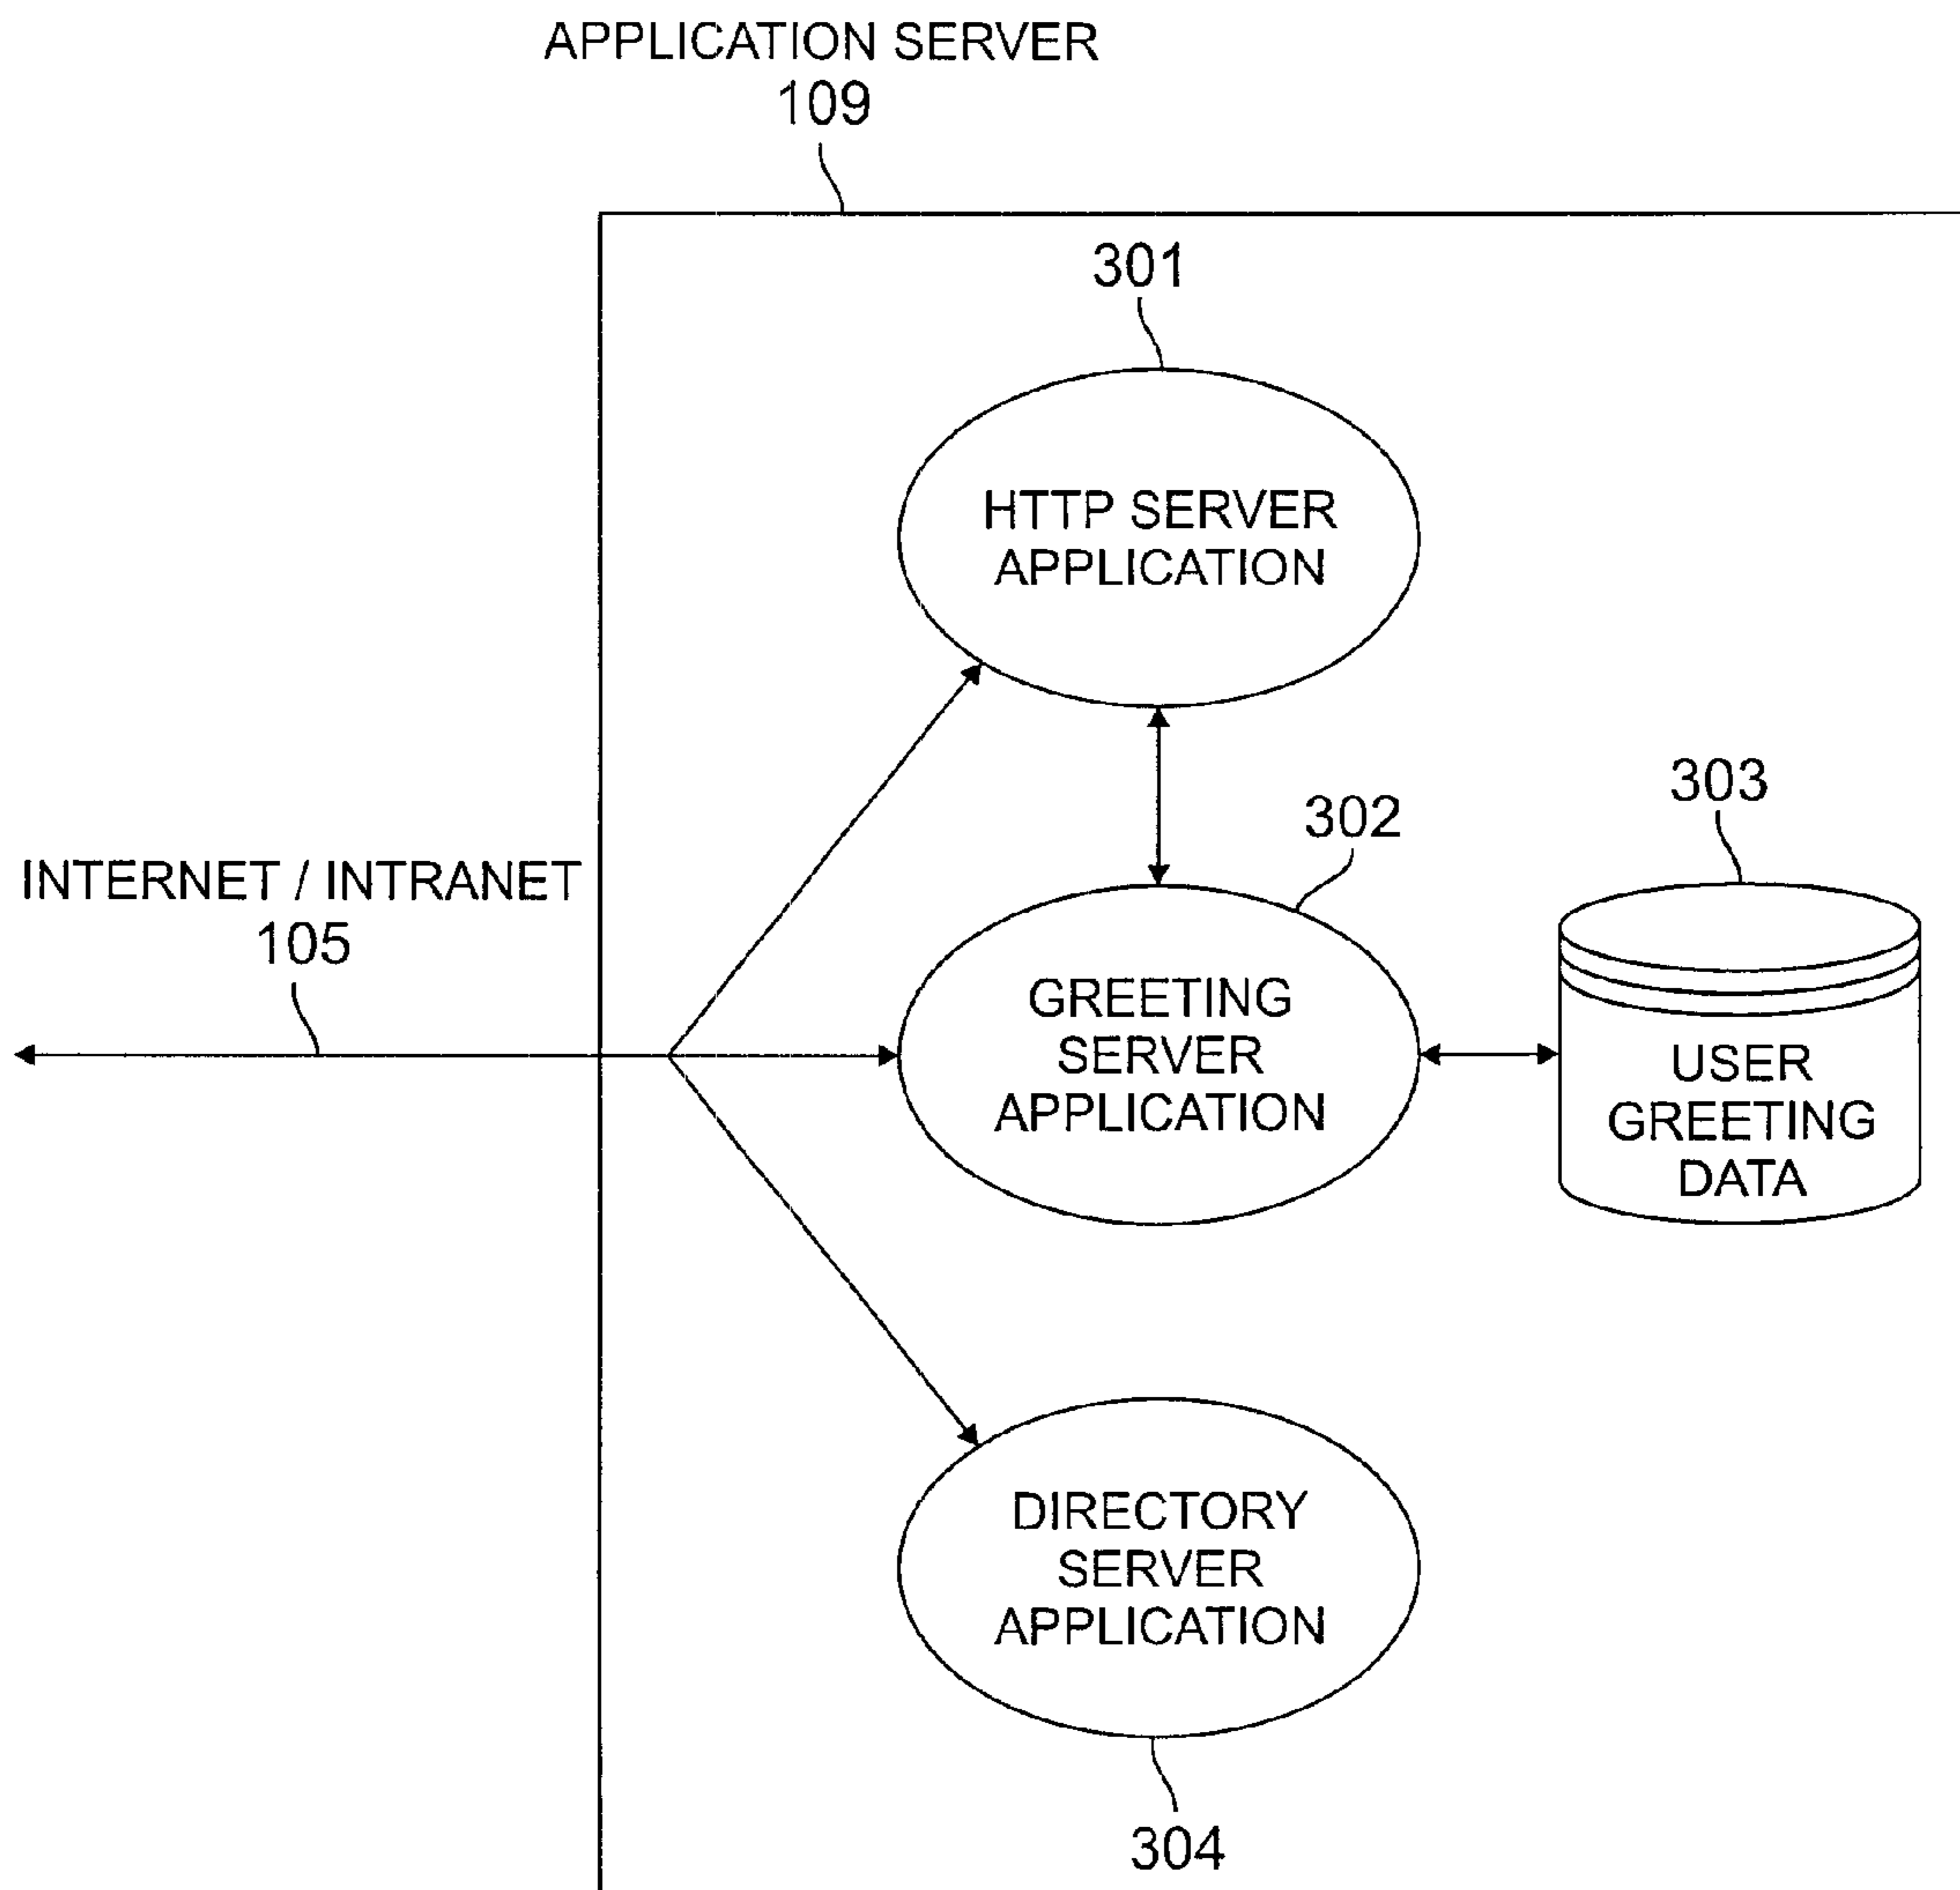 APPLICATION SERVER
109
301
HTTP SERVER
APPLICATION
303
302
INTERNET / INTRANET
105
GREETING
SERVER
APPLICATION
USER
GREETING
DATA
DIRECTORY
SERVER
APPLICATION
304